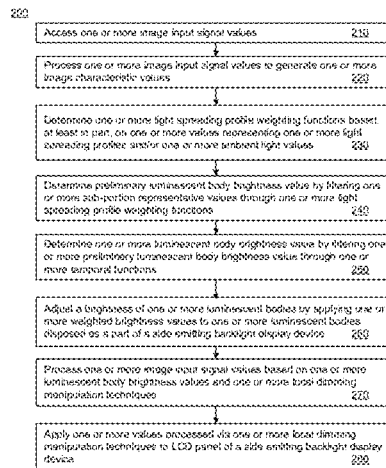 200
Access one or more image input signal values 210
Process one or more image input signal values to generate one or more
image characteristic values 220
Determine one or more light spreading profile weighting functions based,
at least in part, on one or more values representing one or more light
spreading profiles and/or one or more ambient light values 230
Determine preliminary luminescent body brightness value by filtering one
or more sub-portion representative values through one or more light
spreading profile weighting functions 240
Determine one or more luminescent body brightness value by filtering one
or more preliminary luminescent body brightness value through one or
more temporal functions 250
Adjust a brightness of one or more luminescent bodies by applying one
or more weighted brightness values to one or more luminescent bodies
disposed as a part of a side emitting backlight display device 260
Process one or more image input signal values based on one or more
luminescent body brightness values and one or more local dimming
manipulation techniques 270
Apply one or more values processed via one or more local dimming
manipulation techniques to LCD panel of a side emitting backlight display
device 280